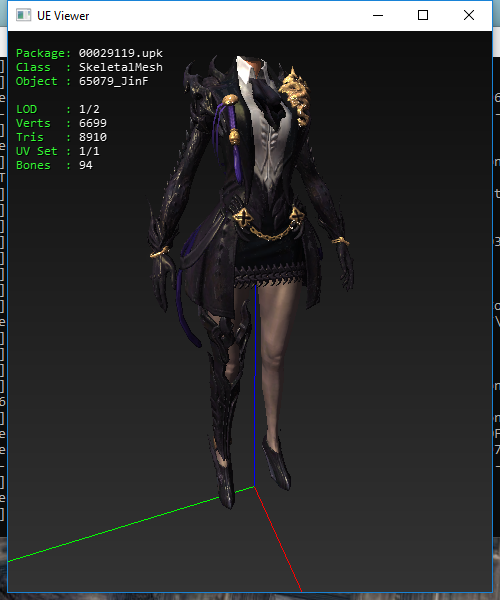 UE Viewer
Package: 00029119.upk
Class : SkeletalMesh
Object : 65079_JinF
LOD : 1/2
Verts : 6699
Tris : 8910
UV Set : 1/1
Bones : 94